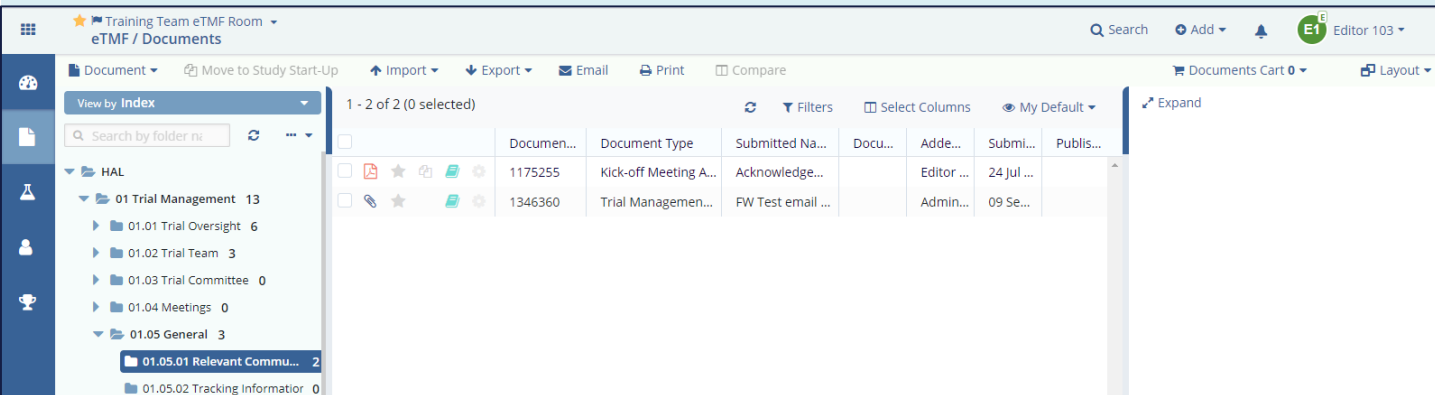 Training Team eTMF Room
eTMF / Documents
Search
Add
E
E1
Editor 103
Document
Move to Study Start-Up
Import
Export
Email
Print
Compare
Documents Cart 0
Layout
View by Index
1 - 2 of 2 (0 selected)
Filters
Select Columns
My Default
Expand
Search by folder na
Documen...
Document Type
Submitted Na...
Docu...
Adde...
Submi...
Publis...
HAL
1175255
Kick-off Meeting A...
Acknowledge...
Editor ...
24 Jul ...
01 Trial Management 13
1346360
Trial Managemen...
FW Test email ...
Admin...
09 Se...
01.01 Trial Oversight 6
01.02 Trial Team 3
01.03 Trial Committee 0
01.04 Meetings 0
01.05 General 3
01.05.01 Relevant Commu... 2
01.05.02 Tracking Information 0